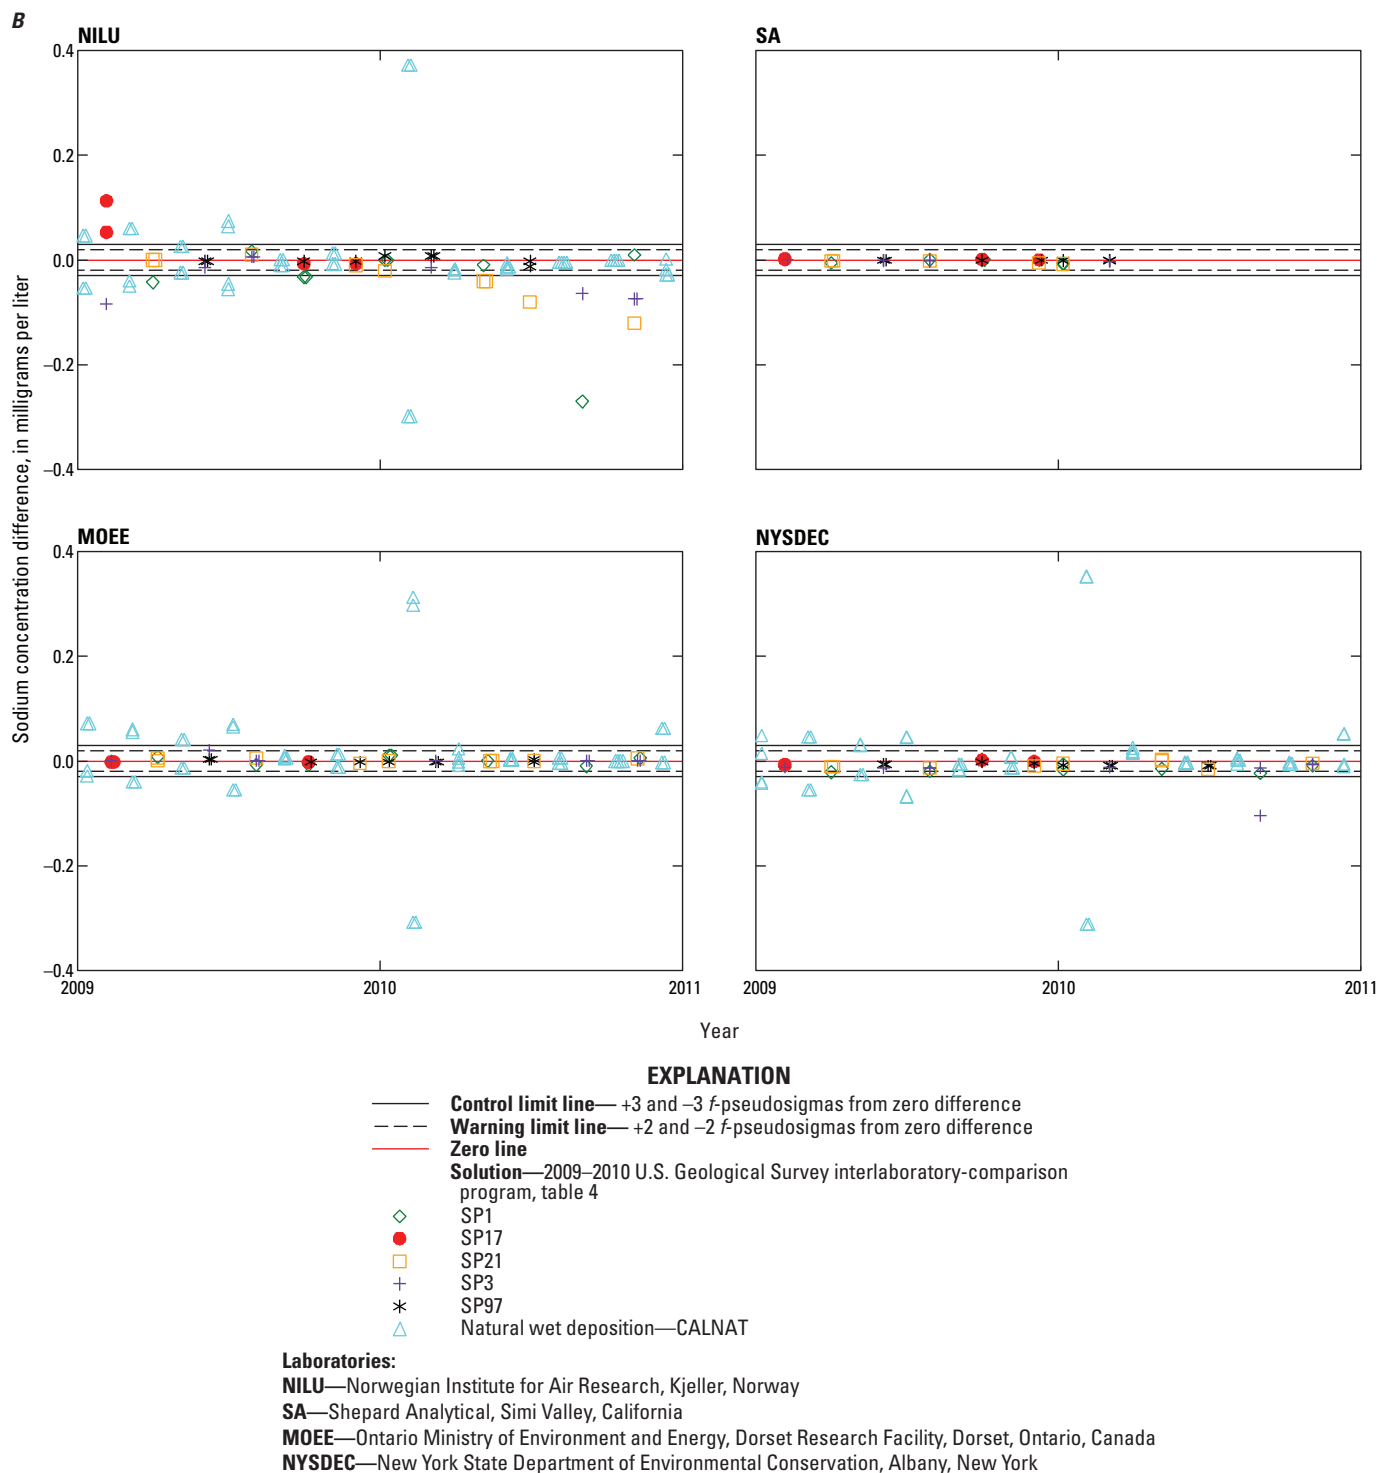 B
NILU
SA
0.4
0.2
0.0
–0.2
–0.4
Sodium concentration difference, in milligrams per liter
MOEE
NYSDEC
0.4
0.2
0.0
–0.2
–0.4
2009 2010 2011
2009 2010 2011
Year
EXPLANATION
Control limit line— +3 and –3 f-pseudosigmas from zero difference
Warning limit line— +2 and –2 f-pseudosigmas from zero difference
Zero line
Solution—2009–2010 U.S. Geological Survey interlaboratory-comparison
program, table 4
SP1
SP17
SP21
SP3
SP97
Natural wet deposition—CALNAT
Laboratories:
NILU—Norwegian Institute for Air Research, Kjeller, Norway
SA—Shepard Analytical, Simi Valley, California
MOEE—Ontario Ministry of Environment and Energy, Dorset Research Facility, Dorset, Ontario, Canada
NYSDEC—New York State Department of Environmental Conservation, Albany, New York